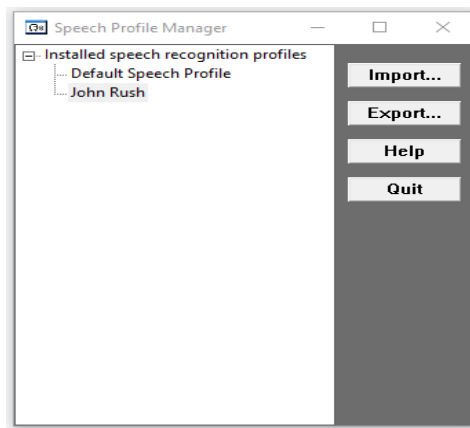 Speech Profile Manager
Installed speech recognition profiles
Default Speech Profile
John Rush
Import...
Export...
Help
Quit